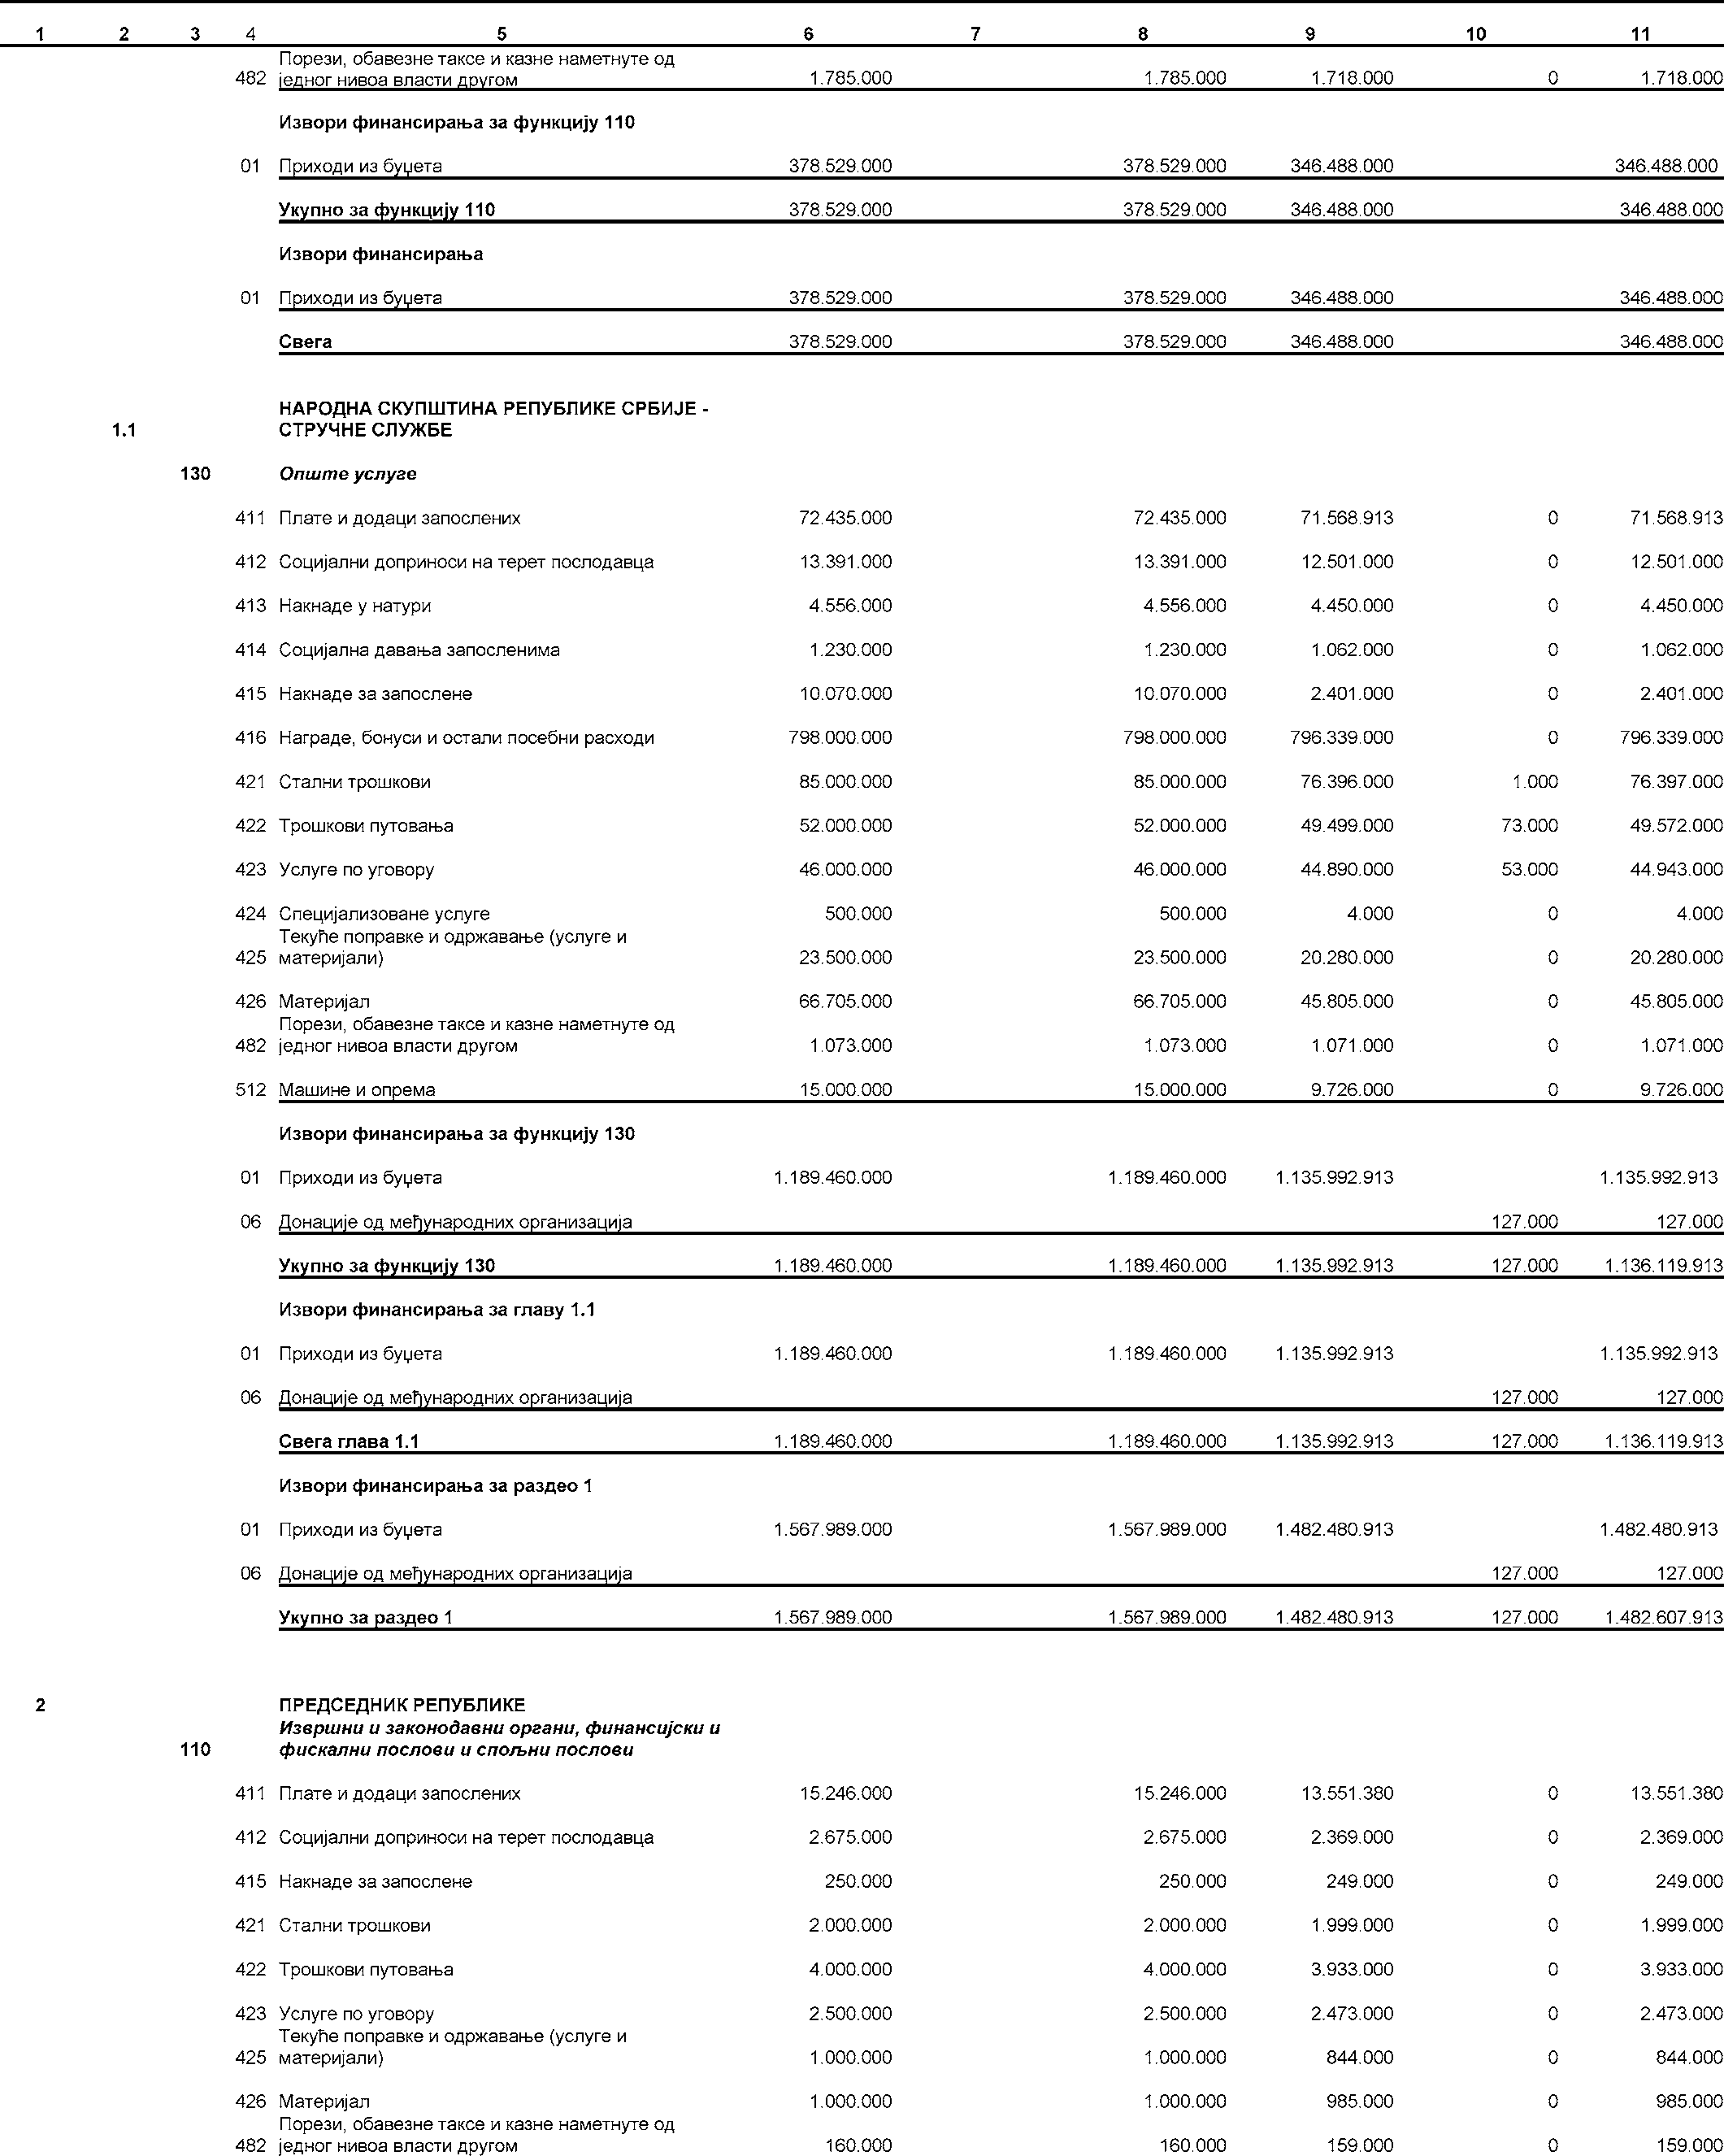 1 2 3 4 5 6 7 8 9 10 11
Порези, обавезне таксе и казне наметнуте од
482 једног нивоа власти другом 1.785.000 1.785.000 1.718.000 0 1.718.000
Извори финансирања за функцију 110
01 Приходи из буџета 378.529.000 378.529.000 346.488.000 346.488.000
Укупно за функцију 110 378.529.000 378.529.000 346.488.000 346.488.000
Извори финансирања
01 Приходи из буџета 378.529.000 378.529.000 346.488.000 346.488.000
Свега 378.529.000 378.529.000 346.488.000 346.488.000
НАРОДНА СКУПШТИНА РЕПУБЛИКЕ СРБИЈЕ -
1.1 СТРУЧНЕ СЛУЖБЕ
130 Опште услуге
411 Плате и додаци запослених 72.435.000 72.435.000 71.568.913 0 71.568.913
412 Социјални доприноси на терет послодавца 13.391.000 13.391.000 12.501.000 0 12.501.000
413 Накнаде у натури 4.556.000 4.556.000 4.450.000 0 4.450.000
414 Социјална давања запосленима 1.230.000 1.230.000 1.062.000 0 1.062.000
415 Накнаде за запослене 10.070.000 10.070.000 2.401.000 0 2.401.000
416 Награде, бонуси и остали посебни расходи 798.000.000 798.000.000 796.339.000 0 796.339.000
421 Стални трошкови 85.000.000 85.000.000 76.396.000 1.000 76.397.000
422 Трошкови путовања 52.000.000 52.000.000 49.499.000 73.000 49.572.000
423 Услуге по уговору 46.000.000 46.000.000 44.890.000 53.000 44.943.000
424 Специјализоване услуге 500.000 500.000 4.000 0 4.000
Текуће поправке и одржавање (услуге и
425 материјали) 23.500.000 23.500.000 20.280.000 0 20.280.000
426 Материјал 66.705.000 66.705.000 45.805.000 0 45.805.000
Порези, обавезне таксе и казне наметнуте од
482 једног нивоа власти другом 1.073.000 1.073.000 1.071.000 0 1.071.000
512 Машине и опрема 15.000.000 15.000.000 9.726.000 0 9.726.000
Извори финансирања за функцију 130
01 Приходи из буџета 1.189.460.000 1.189.460.000 1.135.992.913 1.135.992.913
06 Донације од међународних организација 127.000 127.000
Укупно за функцију 130 1.189.460.000 1.189.460.000 1.135.992.913 127.000 1.136.119.913
Извори финансирања за главу 1.1
01 Приходи из буџета 1.189.460.000 1.189.460.000 1.135.992.913 1.135.992.913
06 Донације од међународних организација 127.000 127.000
Свега глава 1.1 1.189.460.000 1.189.460.000 1.135.992.913 127.000 1.136.119.913
Извори финансирања за раздео 1
01 Приходи из буџета 1.567.989.000 1.567.989.000 1.482.480.913 1.482.480.913
06 Донације од међународних организација 127.000 127.000
Укупно за раздео 1 1.567.989.000 1.567.989.000 1.482.480.913 127.000 1.482.607.913
2 ПРЕДСЕДНИК РЕПУБЛИКЕ
Извршни и законодавни органи, финансијски и
110 фискални послови и спољни послови
411 Плате и додаци запослених 15.246.000 15.246.000 13.551.380 0 13.551.380
412 Социјални доприноси на терет послодавца 2.675.000 2.675.000 2.369.000 0 2.369.000
415 Накнаде за запослене 250.000 250.000 249.000 0 249.000
421 Стални трошкови 2.000.000 2.000.000 1.999.000 0 1.999.000
422 Трошкови путовања 4.000.000 4.000.000 3.933.000 0 3.933.000
423 Услуге по уговору 2.500.000 2.500.000 2.473.000 0 2.473.000
Текуће поправке и одржавање (услуге и
425 материјали) 1.000.000 1.000.000 844.000 0 844.000
426 Материјал 1.000.000 1.000.000 985.000 0 985.000
Порези, обавезне таксе и казне наметнуте од
482 једног нивоа власти другом 160.000 160.000 159.000 0 159.000